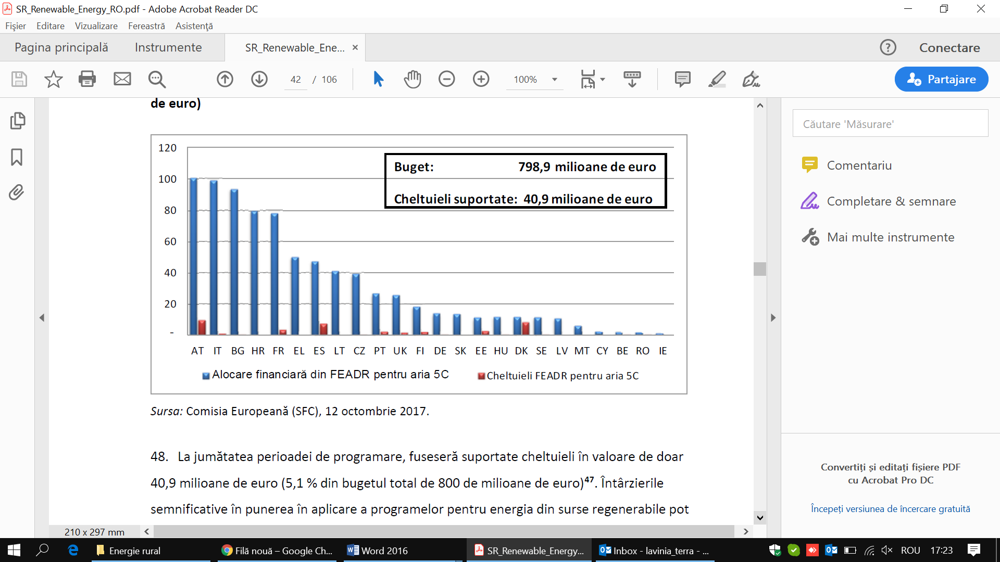 SR_Renewable_Energy_RO.pdf - Adobe Acrobat Reader DC
Fişier Editare Vizualizare Fereastră Asistenţă
Pagina principală Instrumente SR_Renewable_Ene... × ? Conectare
42 / 106 100% Partajare
de euro)
Căutare 'Măsurare'
Comentariu
Completare & semnare
Mai multe instrumente
120
100
80
60
40
20
-
Buget: 798,9 milioane de euro
Cheltuieli suportate: 40,9 milioane de euro
AT IT BG HR FR EL ES LT CZ PT UK FI DE SK EE HU DK SE LV MT CY BE RO IE
Alocare financiară din FEADR pentru aria 5C Cheltuieli FEADR pentru aria 5C
Sursa: Comisia Europeană (SFC), 12 octombrie 2017.
48. La jumătatea perioadei de programare, fuseseră suportate cheltuieli în valoare de doar
40,9 milioane de euro (5,1 % din bugetul total de 800 de milioane de euro)⁴⁷. Întârzierile
semnificative în punerea în aplicare a programelor pentru energia din surse regenerabile pot
Convertiți și editați fișiere PDF
cu Acrobat Pro DC
Începeți versiunea de încercare gratuită
210 x 297 mm
Energie rural Filă nouă – Google Ch... Word 2016 SR_Renewable_Energy... Inbox - lavinia_terra - ... ROU 17:23